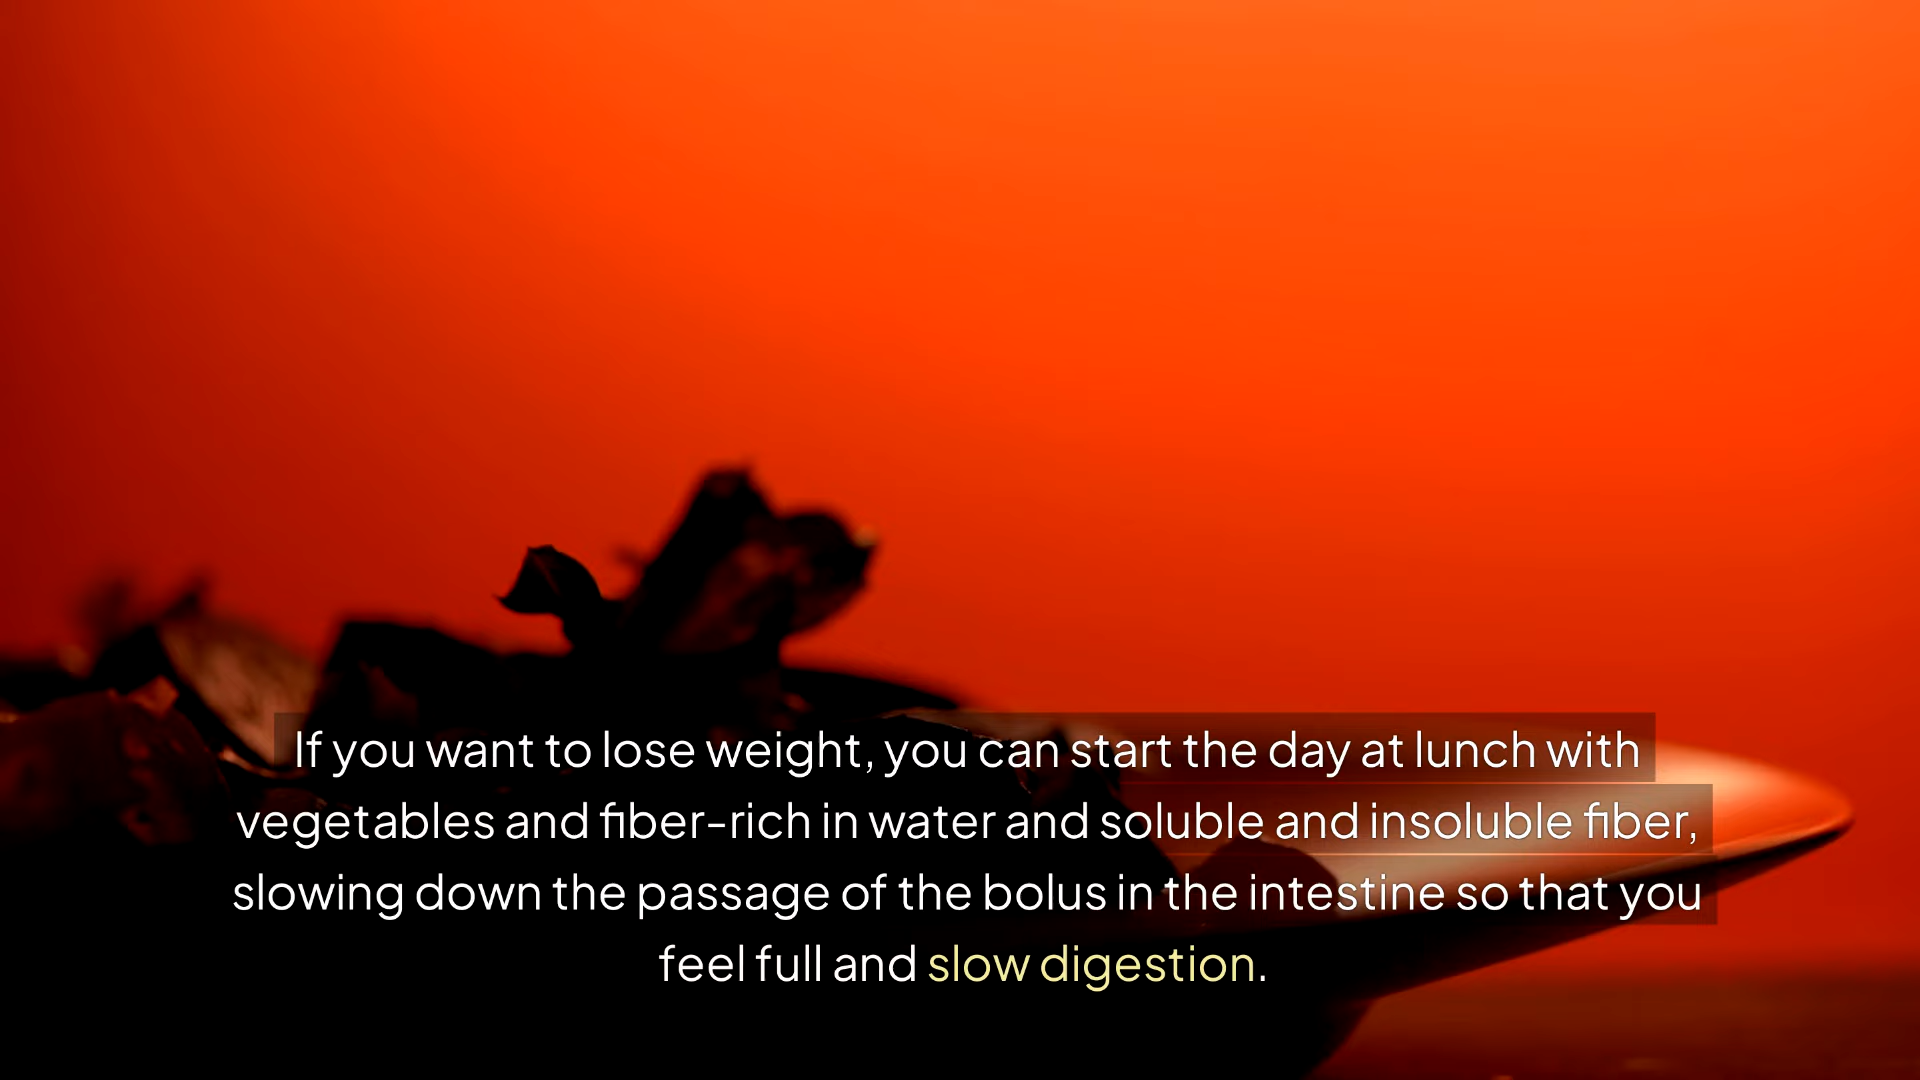 If you want to lose weight, you can start the day at lunch with
vegetables and fiber-rich in water and soluble and insoluble fiber,
slowing down the passage of the bolus in the intestine so that you
feel full and slow digestion.